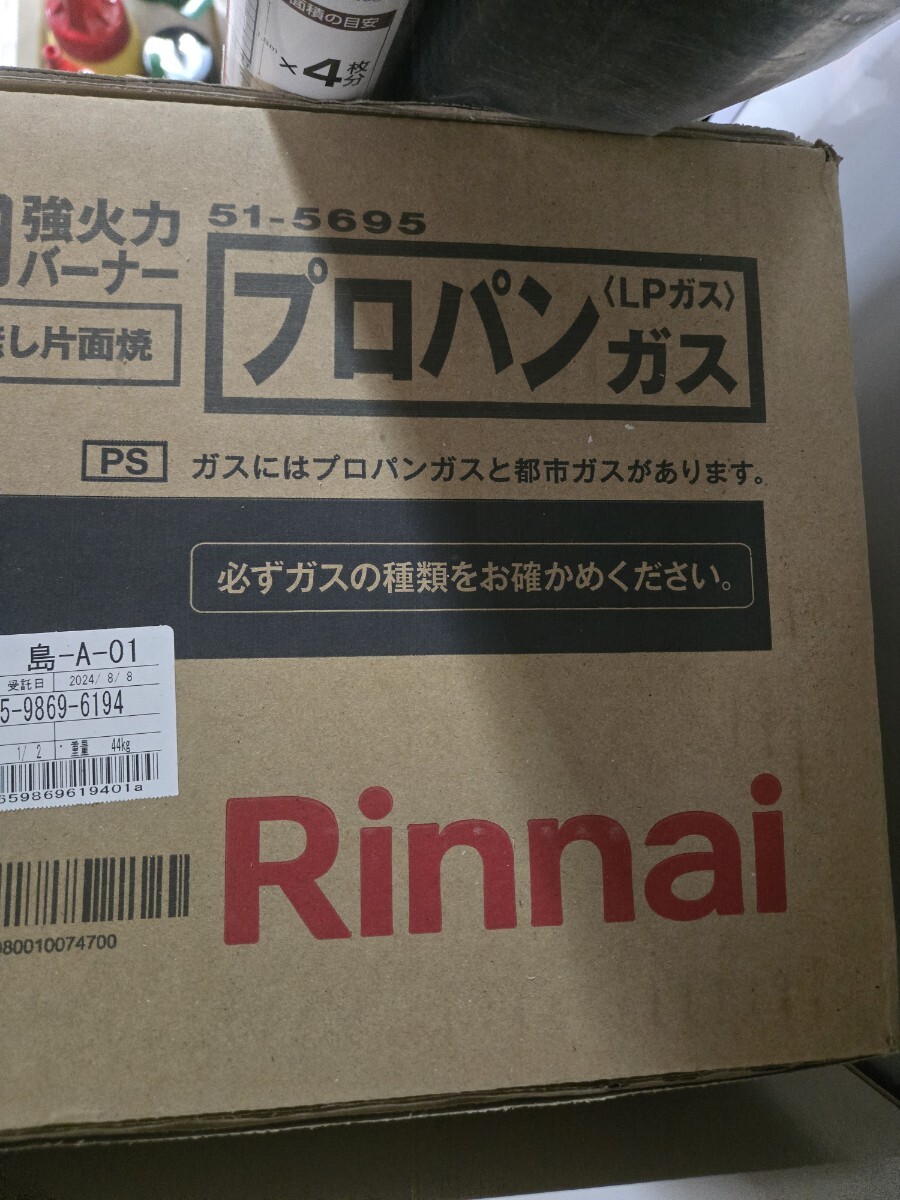 面積の目安
×4枚分
強火力
バーナー
51-5695
プロパンガス
〈LPガス〉
し片面焼
PS
ガスにはプロパンガスと都市ガスがあります。
必ずガスの種類をお確かめください。
島-A-01
受託日 2024/ 8/ 8
5-9869-6194
1/ 2 ・重量 44kg
659869619401a
Rinnai
980010074700